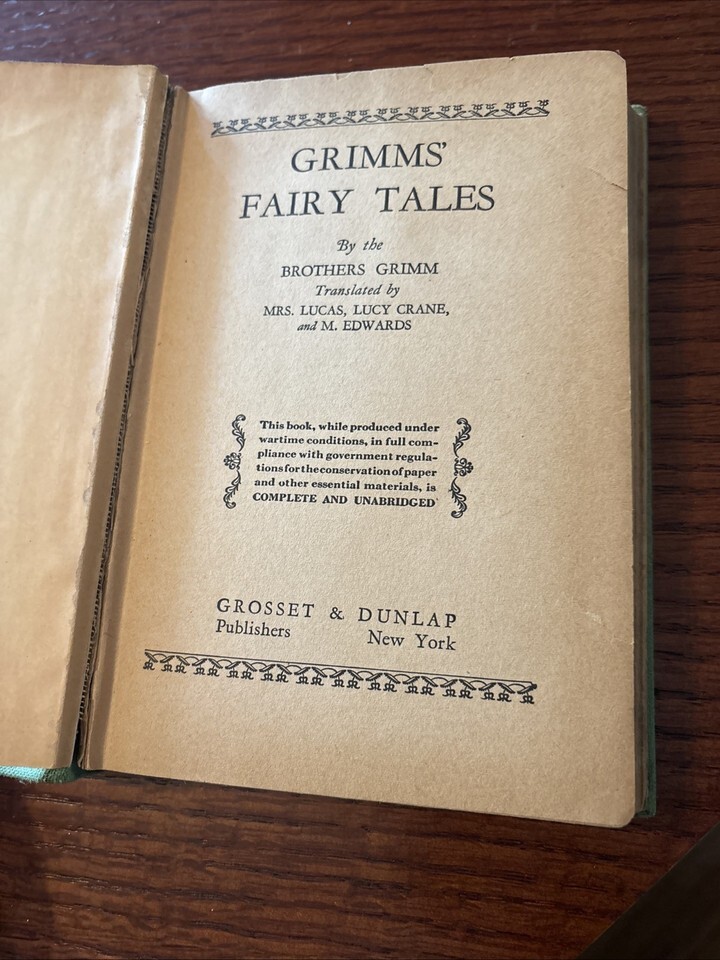 GRIMMS'
FAIRY TALES
By the
BROTHERS GRIMM
Translated by
MRS. LUCAS, LUCY CRANE,
and M. EDWARDS
This book, while produced under
wartime conditions, in full com-
pliance with government regula-
tions for the conservation of paper
and other essential materials, is
COMPLETE AND UNABRIDGED
GROSSET & DUNLAP
Publishers New York